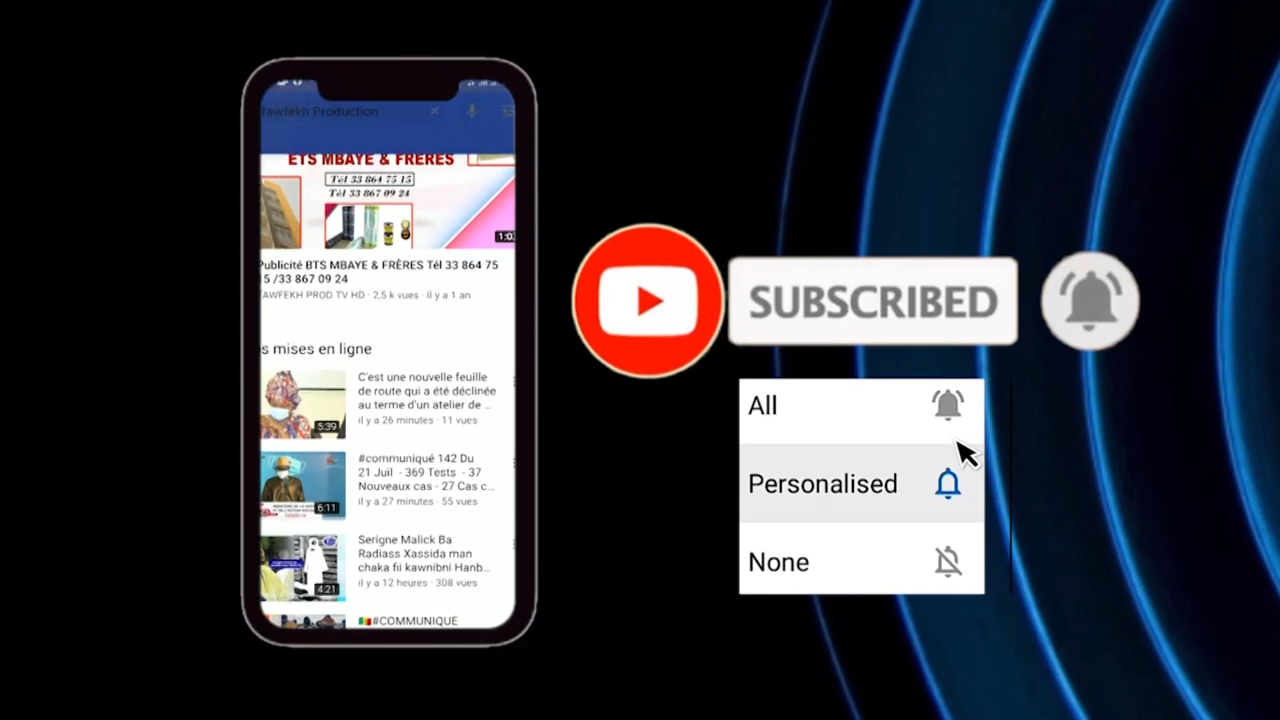 Tawfekh Production
ETS MBAYE & FRERES
Tél 33 864 75 15
Tél 33 867 09 24
1:03
Publicité BTS MBAYE & FRÈRES Tél 33 864 75
15 /33 867 09 24
TAWFEKH PROD TV HD · 2,5 k vues · il y a 1 an
s mises en ligne
C'est une nouvelle feuille
de route qui a été déclinée
au terme d'un atelier de ...
il y a 26 minutes · 11 vues
5:39
#communiqué 142 Du
21 Juil - 369 Tests - 37
Nouveaux cas - 27 Cas c...
il y a 27 minutes · 55 vues
6:11
Serigne Malick Ba
Radiass Xassida man
chaka fii kawnibni Hanb...
il y a 12 heures · 308 vues
4:21
#COMMUNIQUE
SUBSCRIBED
All
Personalised
None